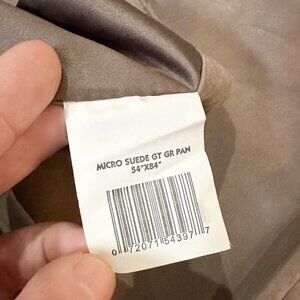 MICRO SUEDE GT GR PAN
54"X84"
0 72071 54397 7